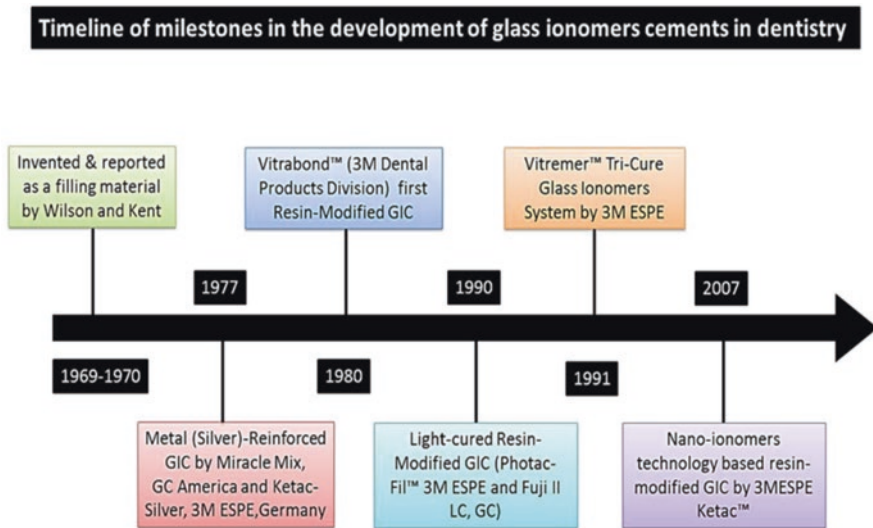 Timeline of milestones in the development of glass ionomers cements in dentistry
Invented & reported
as a filling material
by Wilson and Kent
Vitrabond™ (3M Dental
Products Division) first
Resin-Modified GIC
Vitremer™ Tri-Cure
Glass Ionomers
System by 3M ESPE
1977
1990
2007
1969-1970
1980
1991
Metal (Silver)-Reinforced
GIC by Miracle Mix,
GC America and Ketac-
Silver, 3M ESPE,Germany
Light-cured Resin-
Modified GIC (Photac-
Fil™ 3M ESPE and Fuji II
LC, GC)
Nano-ionomers
technology based resin-
modified GIC by 3MESPE
Ketac™